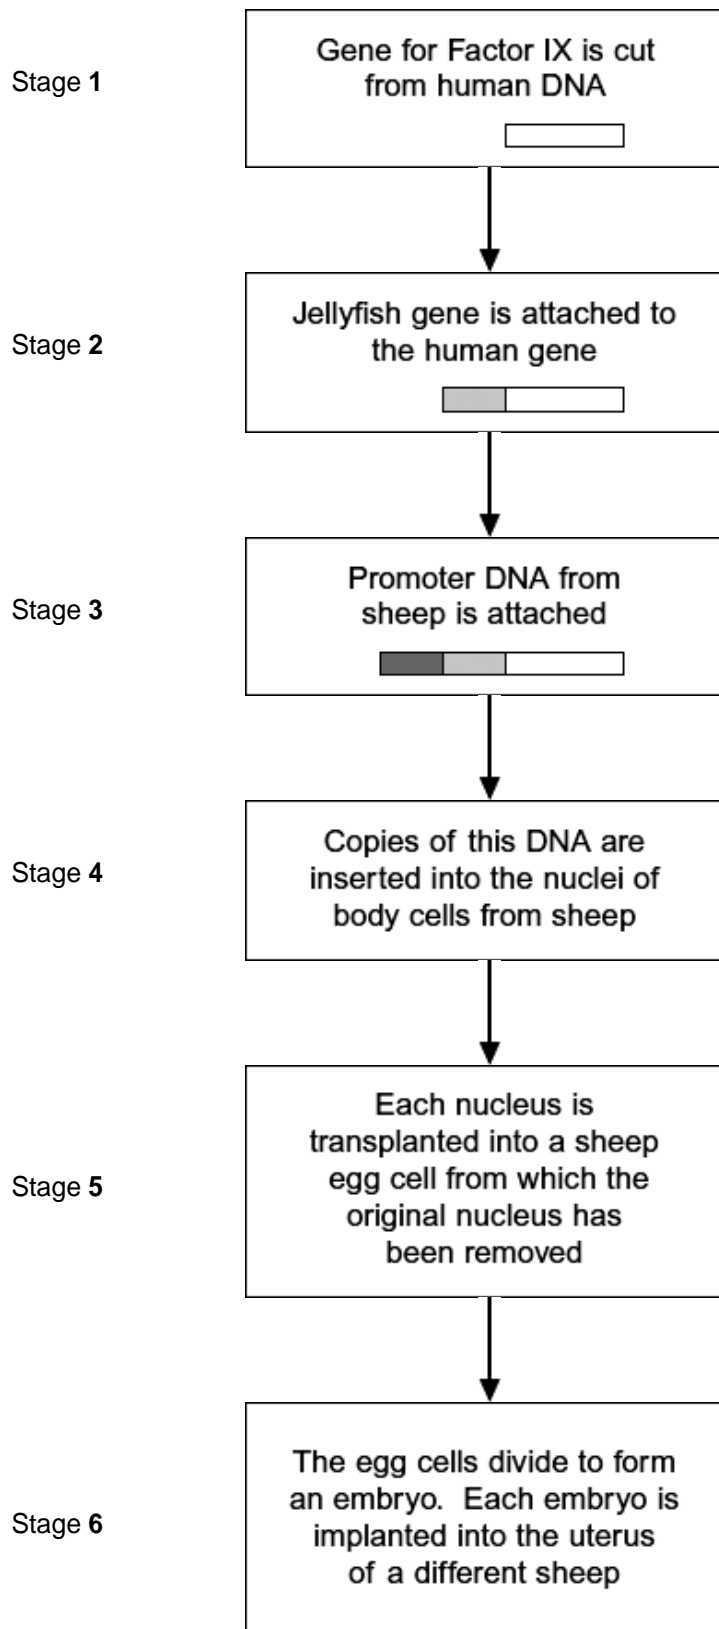 Stage 1
Gene for Factor IX is cut
from human DNA
Stage 2
Jellyfish gene is attached to
the human gene
Stage 3
Promoter DNA from
sheep is attached
Stage 4
Copies of this DNA are
inserted into the nuclei of
body cells from sheep
Stage 5
Each nucleus is
transplanted into a sheep
egg cell from which the
original nucleus has
been removed
Stage 6
The egg cells divide to form
an embryo. Each embryo is
implanted into the uterus
of a different sheep